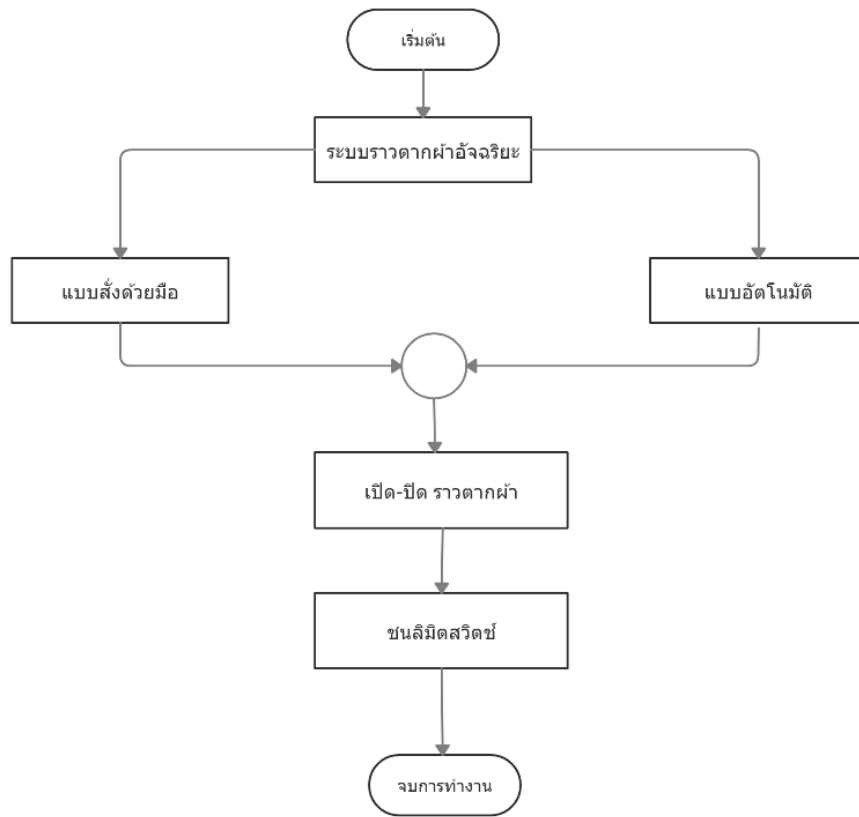 เริ่มต้น
ระบบราวตากผ้าอัจฉริยะ
แบบสั่งด้วยมือ
แบบอัตโนมัติ
เปิด-ปิด ราวตากผ้า
ชนลิมิตสวิตช์
จบการทำงาน